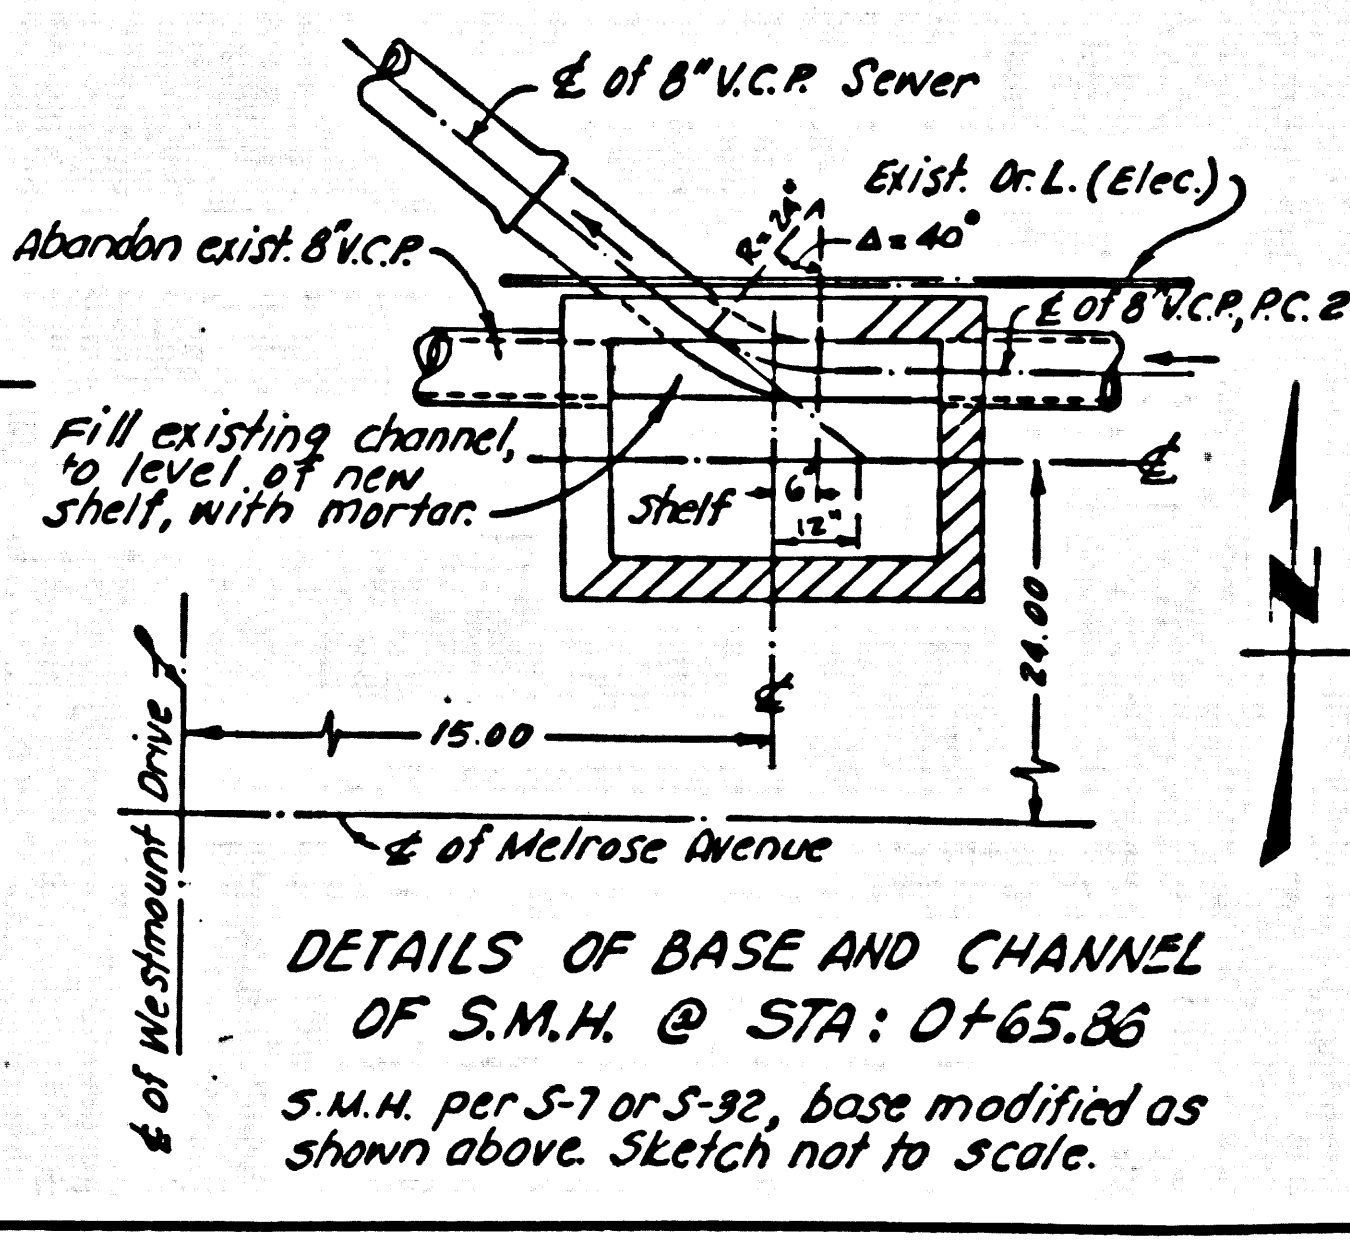 ℄ of 8" V.C.P. Sewer
Exist. Dr. L. (Elec.)
Abandon exist. 8" V.C.P.
Δ = 40°
℄ of 8" V.C.P., P.C. 2
Fill existing channel,
to level of new
shelf, with mortar.
℄
shelf
6"
12"
24.00
N
℄
15.00
℄ of Westmount Drive
℄ of Melrose Avenue
DETAILS OF BASE AND CHANNEL
OF S.M.H. @ STA: 0+65.86
S.M.H. per S-7 or S-32, base modified as
shown above. Sketch not to scale.